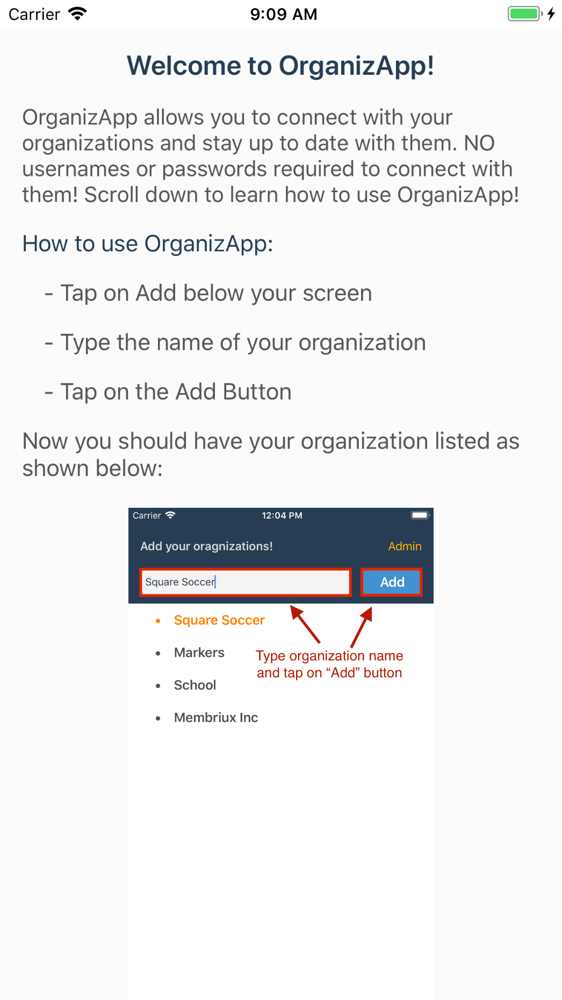 Carrier 9:09 AM
Welcome to OrganizApp!
OrganizApp allows you to connect with your
organizations and stay up to date with them. NO
usernames or passwords required to connect with
them! Scroll down to learn how to use OrganizApp!
How to use OrganizApp:
- Tap on Add below your screen
- Type the name of your organization
- Tap on the Add Button
Now you should have your organization listed as
shown below:
Carrier 12:04 PM
Add your oragnizations! Admin
Square Soccer Add
• Square Soccer
• Markers
• School
• Membriux Inc
Type organization name
and tap on “Add” button